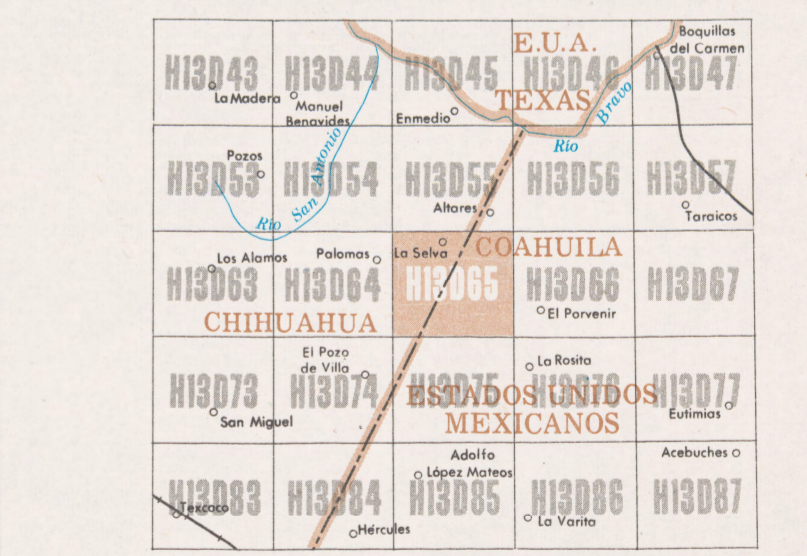 E.U.A.
TEXAS
Boquillas
del Carmen
H13D43
H13D44
H13D45
H13D46
H13D47
La Madera
Manuel
Benavides
Enmedio
Río Bravo
Pozos
H13D53
H13D54
H13D55
H13D56
H13D57
Río San Antonio
Altares
Taraicos
Los Alamos
Palomas
La Selva
COAHUILA
H13D63
H13D64
H13D65
H13D66
H13D67
El Porvenir
CHIHUAHUA
El Pozo
de Villa
La Rosita
H13D73
H13D74
H13D75
H13D76
H13D77
ESTADOS UNIDOS
MEXICANOS
San Miguel
Eutimias
Adolfo
López Mateos
Acebuches
H13D83
H13D84
H13D85
H13D86
H13D87
Texcoco
Hércules
La Varita